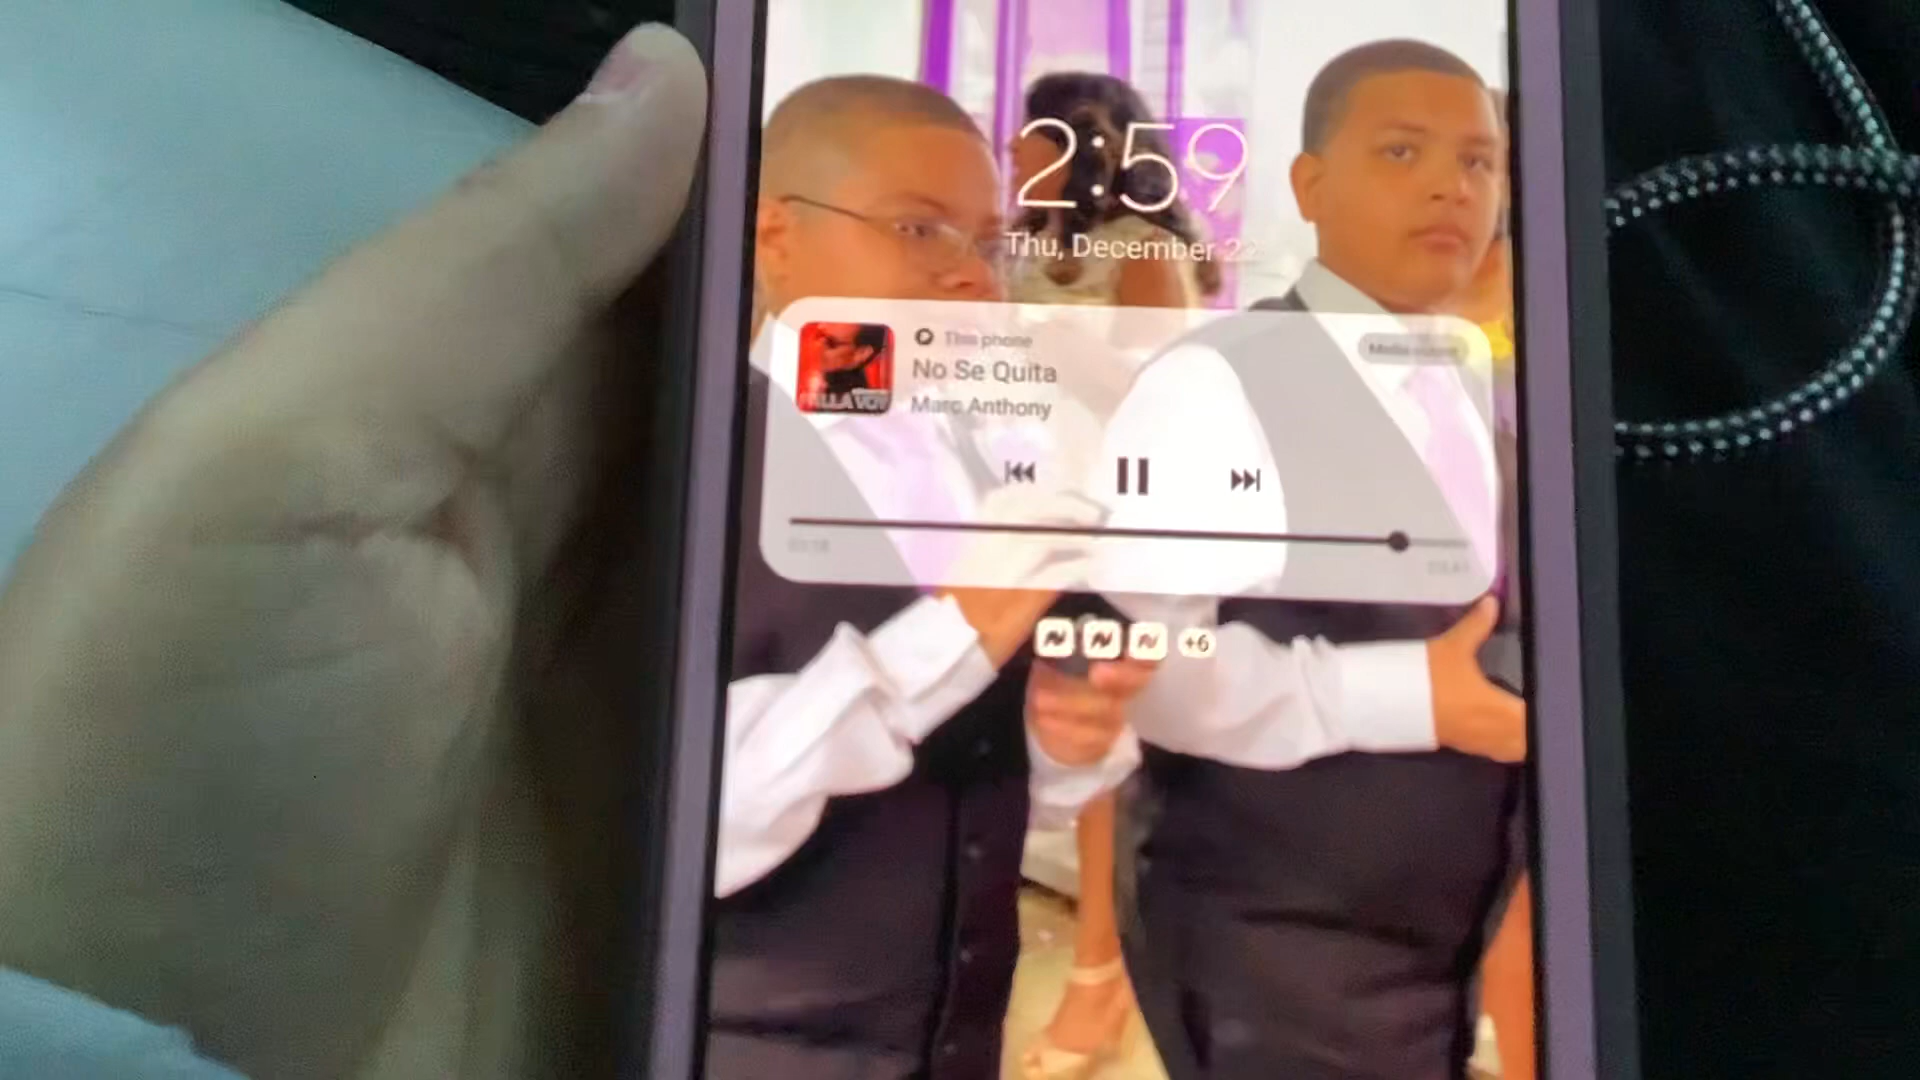 2:59
Thu, December 22
This phone
No Se Quita
Marc Anthony
+6